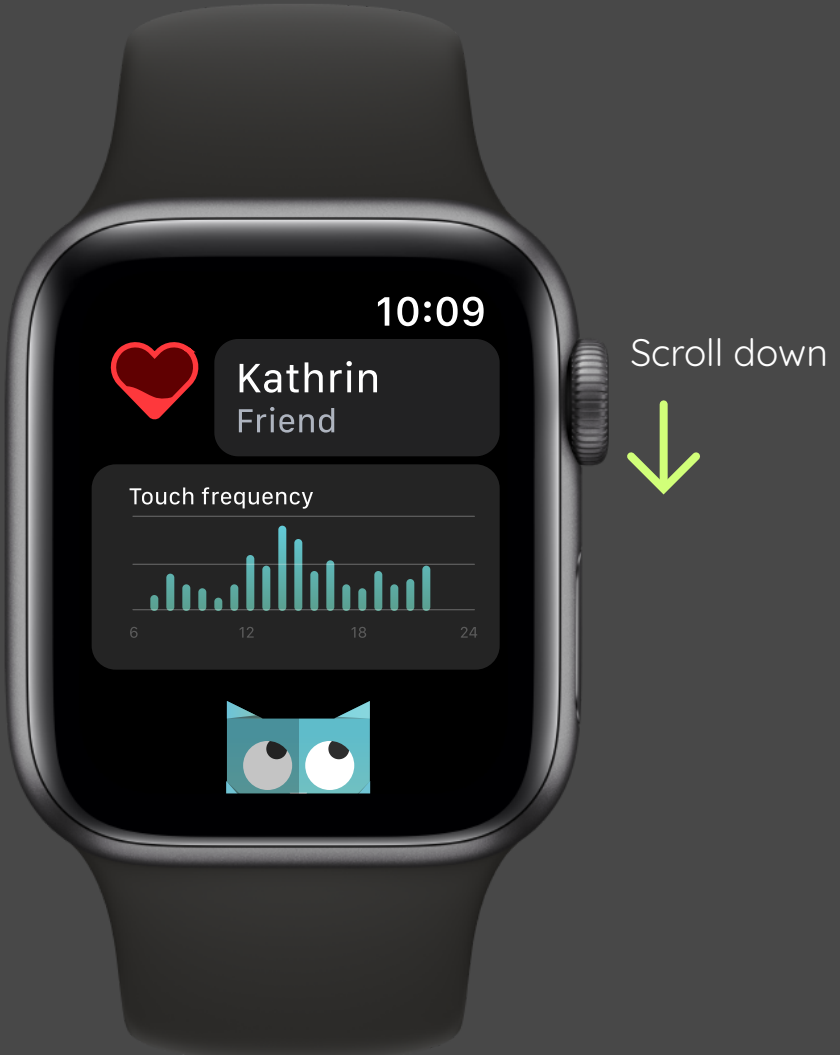 10:09
Kathrin
Friend
Scroll down
Touch frequency
6 12 18 24